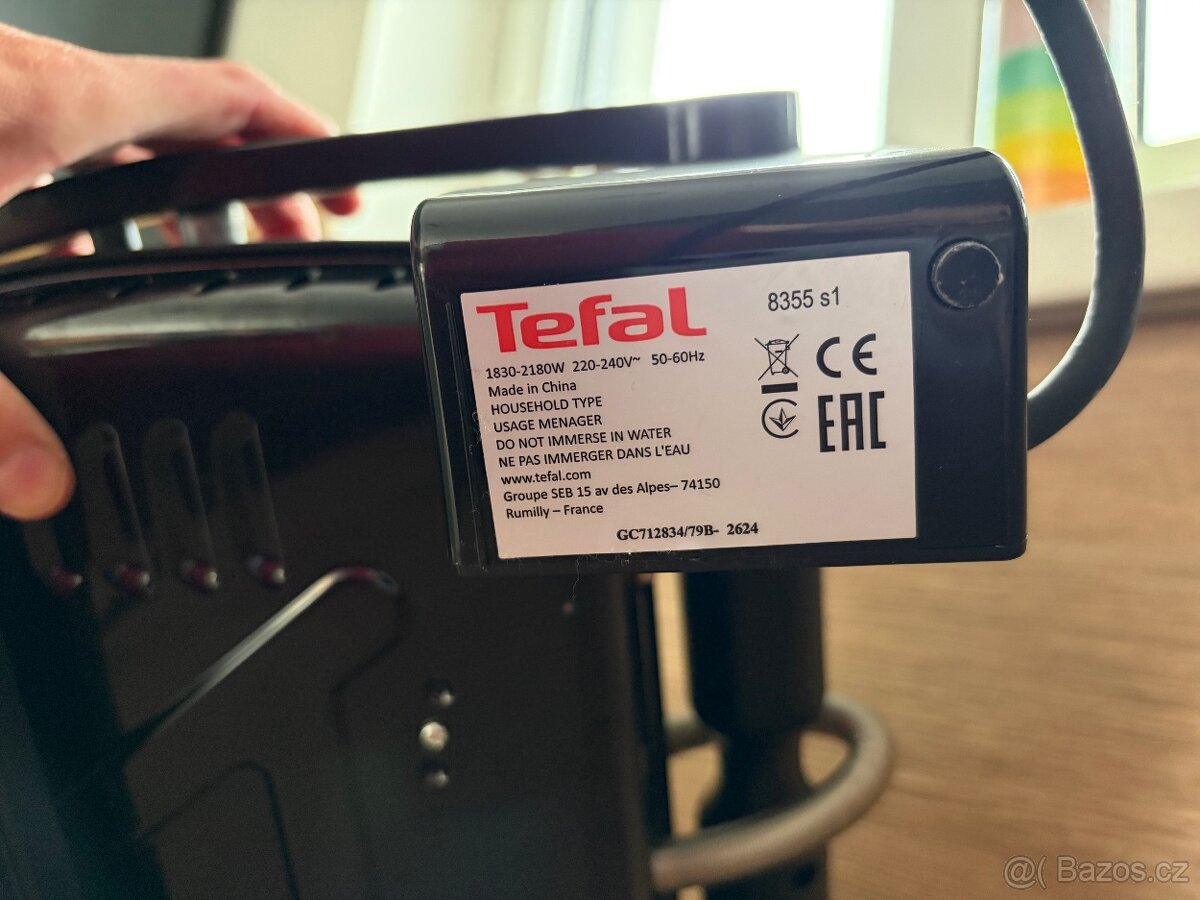 Tefal
8355 s1
1830-2180W 220-240V~ 50-60Hz
Made in China
HOUSEHOLD TYPE
USAGE MENAGER
DO NOT IMMERSE IN WATER
NE PAS IMMERGER DANS L'EAU
www.tefal.com
Groupe SEB 15 av des Alpes– 74150
Rumilly – France
GC712834/79B- 2624
CE
EAC
@( Bazos.cz